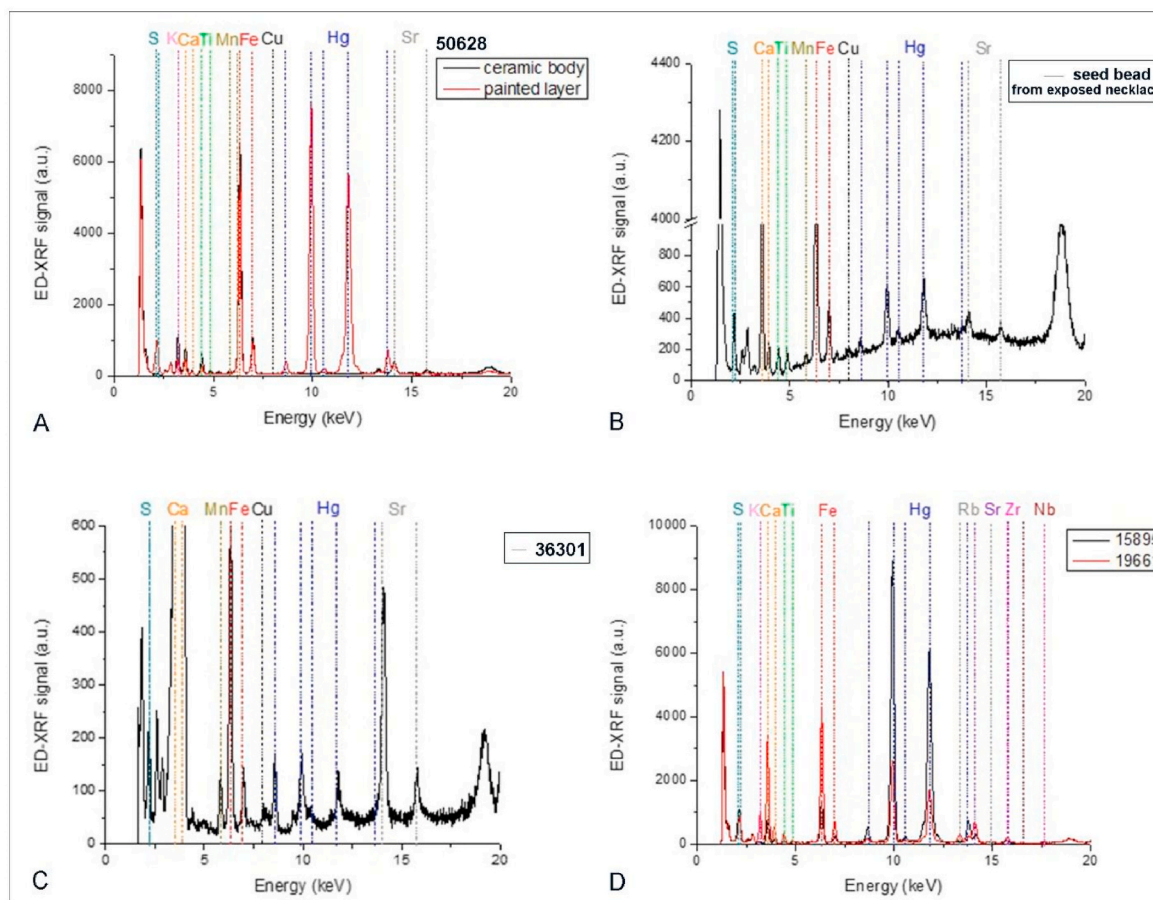 S K Ca Ti Mn Fe Cu Hg Sr
50628
ceramic body
painted layer
ED-XRF signal (a.u.)
8000
6000
4000
2000
0
0 5 10 15 20
Energy (keV)
A
S Ca Ti Mn Fe Cu Hg Sr
seed bead
from exposed necklac
ED-XRF signal (a.u.)
4400
4200
4000
800
600
400
200
0
0 5 10 15 20
Energy (keV)
B
S Ca Mn Fe Cu Hg Sr
36301
ED-XRF signal (a.u.)
600
500
400
300
200
100
0
0 5 10 15 20
Energy (keV)
C
S K Ca Ti Fe Hg Rb Sr Zr Nb
1589
1966
ED-XRF signal (a.u.)
10000
8000
6000
4000
2000
0
0 5 10 15 20
Energy (keV)
D